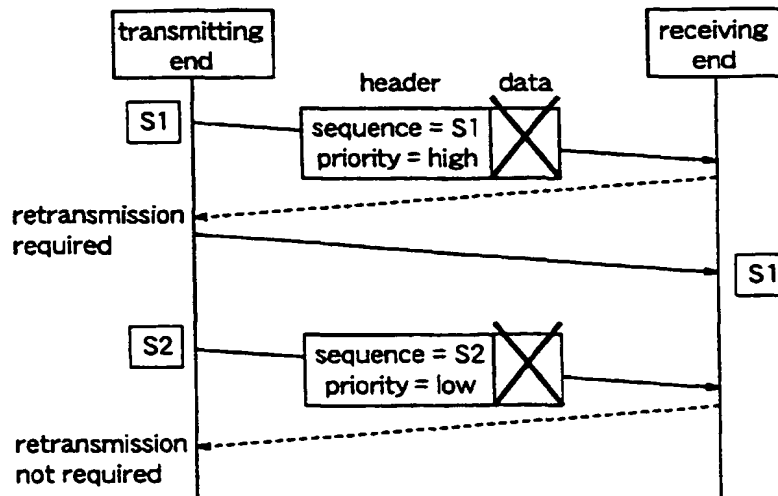 transmitting
end
receiving
end
header
data
S1
sequence = S1
priority = high
retransmission
required
S1
S2
sequence = S2
priority = low
retransmission
not required